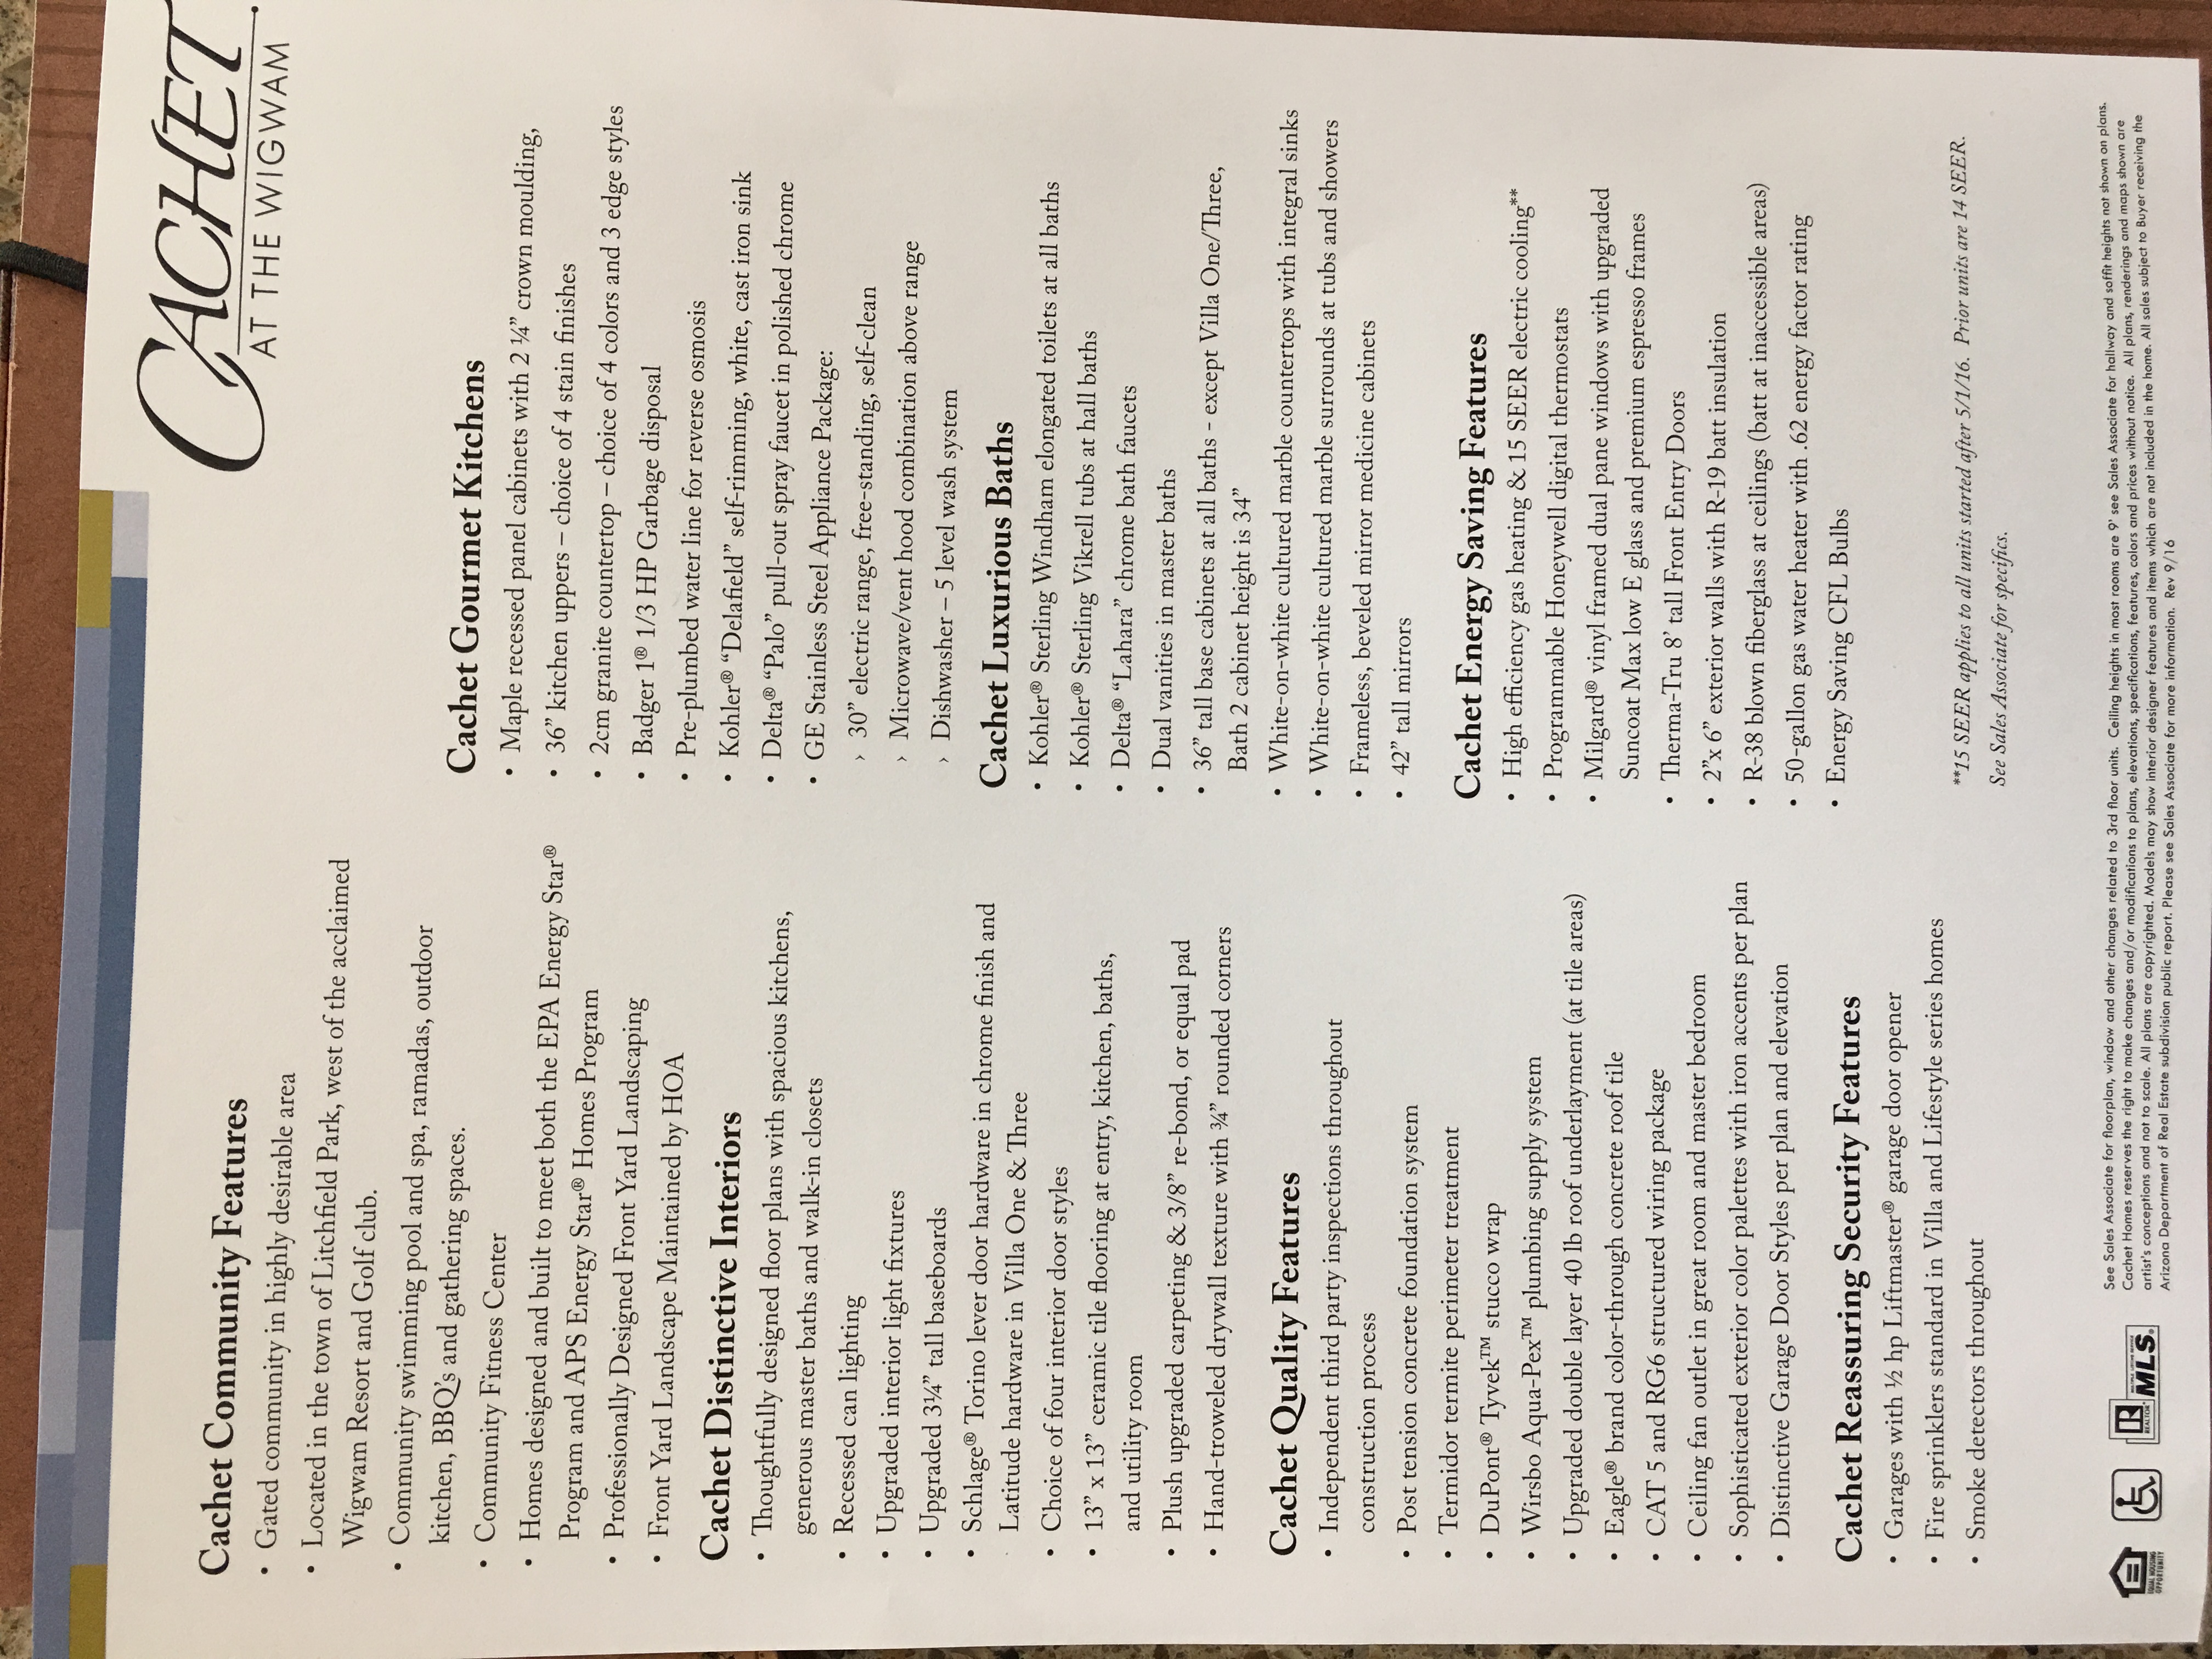 CACHET
AT THE WIGWAM
Cachet Community Features
• Gated community in highly desirable area
• Located in the town of Litchfield Park, west of the acclaimed
Wigwam Resort and Golf club.
• Community swimming pool and spa, ramadas, outdoor
kitchen, BBQ’s and gathering spaces.
• Community Fitness Center
• Homes designed and built to meet both the EPA Energy Star®
Program and APS Energy Star® Homes Program
• Professionally Designed Front Yard Landscaping
• Front Yard Landscape Maintained by HOA
Cachet Distinctive Interiors
• Thoughtfully designed floor plans with spacious kitchens,
generous master baths and walk-in closets
• Recessed can lighting
• Upgraded interior light fixtures
• Upgraded 3¼” tall baseboards
• Schlage® Torino lever door hardware in chrome finish and
Latitude hardware in Villa One & Three
• Choice of four interior door styles
• 13” x 13” ceramic tile flooring at entry, kitchen, baths,
and utility room
• Plush upgraded carpeting & 3/8” re-bond, or equal pad
• Hand-troweled drywall texture with ¾” rounded corners
Cachet Quality Features
• Independent third party inspections throughout
construction process
• Post tension concrete foundation system
• Termidor termite perimeter treatment
• DuPont® Tyvek™ stucco wrap
• Wirsbo Aqua-Pex™ plumbing supply system
• Upgraded double layer 40 lb roof underlayment (at tile areas)
• Eagle® brand color-through concrete roof tile
• CAT 5 and RG6 structured wiring package
• Ceiling fan outlet in great room and master bedroom
• Sophisticated exterior color palettes with iron accents per plan
• Distinctive Garage Door Styles per plan and elevation
Cachet Reassuring Security Features
• Garages with ½ hp Liftmaster® garage door opener
• Fire sprinklers standard in Villa and Lifestyle series homes
• Smoke detectors throughout
Cachet Gourmet Kitchens
• Maple recessed panel cabinets with 2 ¼” crown moulding,
• 36” kitchen uppers – choice of 4 stain finishes
• 2cm granite countertop – choice of 4 colors and 3 edge styles
• Badger 1® 1/3 HP Garbage disposal
• Pre-plumbed water line for reverse osmosis
• Kohler® “Delafield” self-rimming, white, cast iron sink
• Delta® “Palo” pull-out spray faucet in polished chrome
• GE Stainless Steel Appliance Package:
› 30” electric range, free-standing, self-clean
› Microwave/vent hood combination above range
› Dishwasher – 5 level wash system
Cachet Luxurious Baths
• Kohler® Sterling Windham elongated toilets at all baths
• Kohler® Sterling Vikrell tubs at hall baths
• Delta® “Lahara” chrome bath faucets
• Dual vanities in master baths
• 36” tall base cabinets at all baths - except Villa One/Three,
Bath 2 cabinet height is 34”
• White-on-white cultured marble countertops with integral sinks
• White-on-white cultured marble surrounds at tubs and showers
• Frameless, beveled mirror medicine cabinets
• 42” tall mirrors
Cachet Energy Saving Features
• High efficiency gas heating & 15 SEER electric cooling**
• Programmable Honeywell digital thermostats
• Milgard® vinyl framed dual pane windows with upgraded
Suncoat Max low E glass and premium espresso frames
• Therma-Tru 8’ tall Front Entry Doors
• 2”x 6” exterior walls with R-19 batt insulation
• R-38 blown fiberglass at ceilings (batt at inaccessible areas)
• 50-gallon gas water heater with .62 energy factor rating
• Energy Saving CFL Bulbs
**15 SEER applies to all units started after 5/1/16. Prior units are 14 SEER.
See Sales Associate for specifics.
EQUAL HOUSING
OPPORTUNITY
REALTOR®
MULTIPLE LISTING SERVICE
MLS®
See Sales Associate for floorplan, window and other changes related to 3rd floor units. Ceiling heights in most rooms are 9' see Sales Associate for hallway and soffit heights not shown on plans.
Cachet Homes reserves the right to make changes and/or modifications to plans, elevations, specifications, features, colors and prices without notice. All plans, renderings and maps shown are
artist's conceptions and not to scale. All plans are copyrighted. Models may show interior designer features and items which are not included in the home. All sales subject to Buyer receiving the
Arizona Department of Real Estate subdivision public report. Please see Sales Associate for more information. Rev 9/16